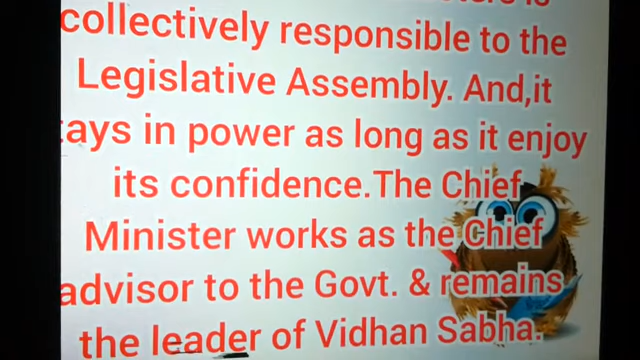 collectively responsible to the
Legislative Assembly. And,it
tays in power as long as it enjoy
its confidence.The Chief
Minister works as the Chief
advisor to the Govt. & remains
the leader of Vidhan Sabha.